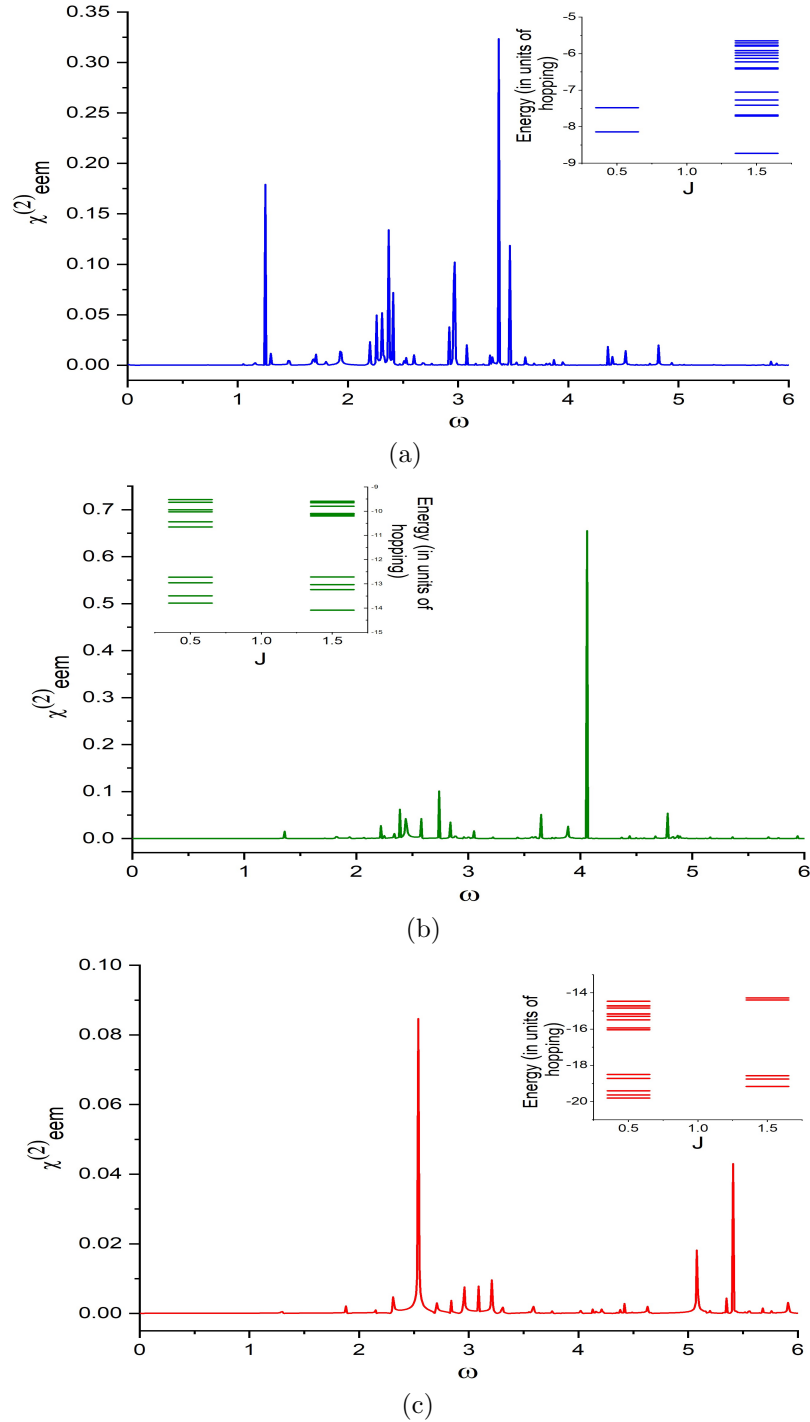 0.35
0.30
0.25
0.20
0.15
0.10
0.05
0.00
χ(2)eem
0 1 2 3 4 5 6
ω
-5
-6
-7
-8
-9
Energy (in units of
hopping)
0.5 1.0 1.5
J
(a)
0.7
0.6
0.5
0.4
0.3
0.2
0.1
0.0
χ(2)eem
0 1 2 3 4 5 6
ω
-9
-10
-11
-12
-13
-14
-15
Energy (in units of
hopping)
0.5 1.0 1.5
J
(b)
0.10
0.08
0.06
0.04
0.02
0.00
χ(2)eem
0 1 2 3 4 5 6
ω
-14
-16
-18
-20
Energy (in units of
hopping)
0.5 1.0 1.5
J
(c)